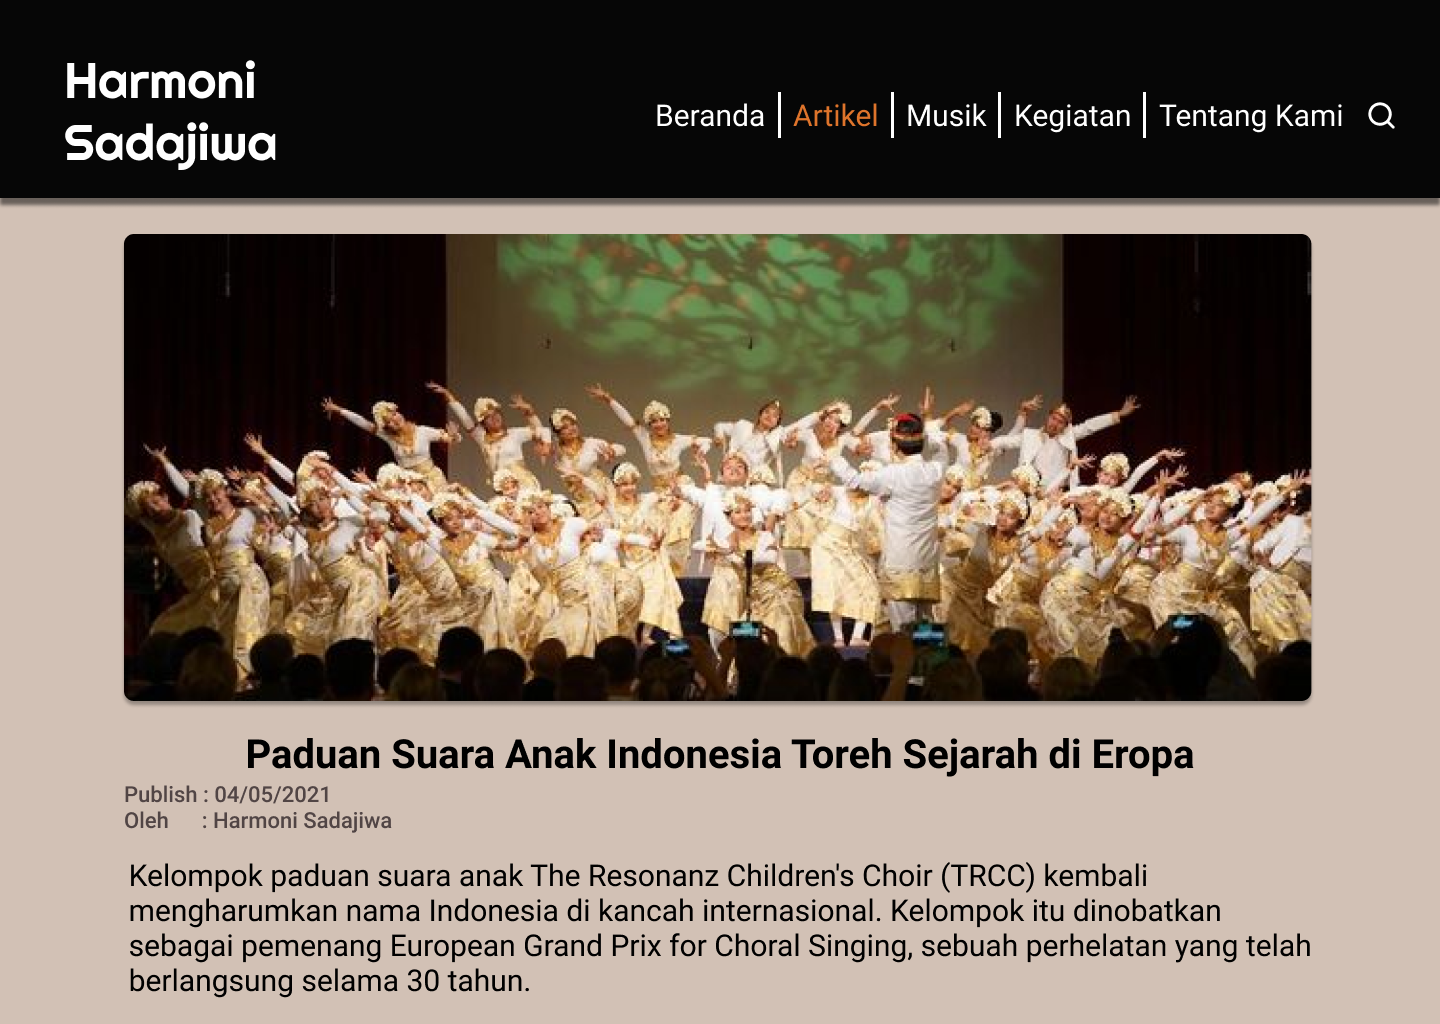 Harmoni
Sadajiwa
Beranda Artikel Musik Kegiatan Tentang Kami
Paduan Suara Anak Indonesia Toreh Sejarah di Eropa
Publish : 04/05/2021
Oleh : Harmoni Sadajiwa
Kelompok paduan suara anak The Resonanz Children's Choir (TRCC) kembali
mengharumkan nama Indonesia di kancah internasional. Kelompok itu dinobatkan
sebagai pemenang European Grand Prix for Choral Singing, sebuah perhelatan yang telah
berlangsung selama 30 tahun.